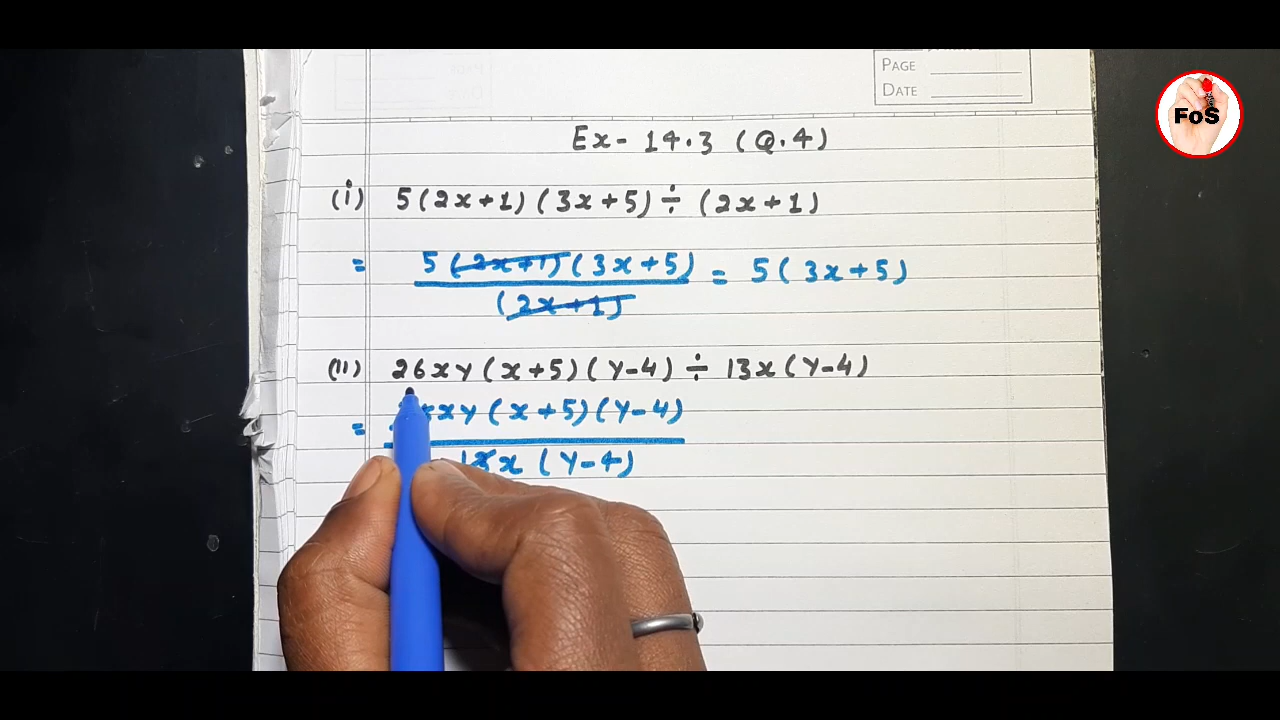 PAGE
DATE
FoS
Ex- 14.3 (Q.4)
(i) 5(2x+1)(3x+5) ÷ (2x+1)
= 5(2x+1)(3x+5) = 5(3x+5)
(2x+1)
(ii) 26xy(x+5)(y-4) ÷ 13x(y-4)
= xy(x+5)(y-4)
13x(y-4)